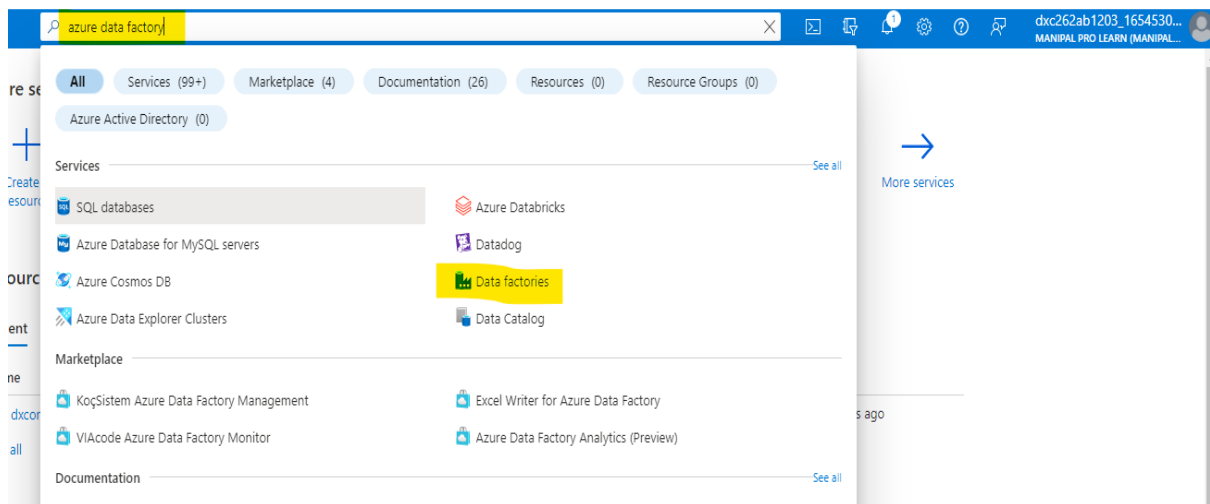 azure data factory
1
dxc262ab1203_1654530...
MANIPAL PRO LEARN (MANIPAL...
All
Services (99+)
Marketplace (4)
Documentation (26)
Resources (0)
Resource Groups (0)
Azure Active Directory (0)
re se
Services
See all
Create
esourc
More services
SQL databases
Azure Databricks
Azure Database for MySQL servers
Datadog
ourc
Azure Cosmos DB
Data factories
Azure Data Explorer Clusters
Data Catalog
ent
Marketplace
me
KoçSistem Azure Data Factory Management
Excel Writer for Azure Data Factory
dxcor
s ago
VIAcode Azure Data Factory Monitor
Azure Data Factory Analytics (Preview)
all
Documentation
See all